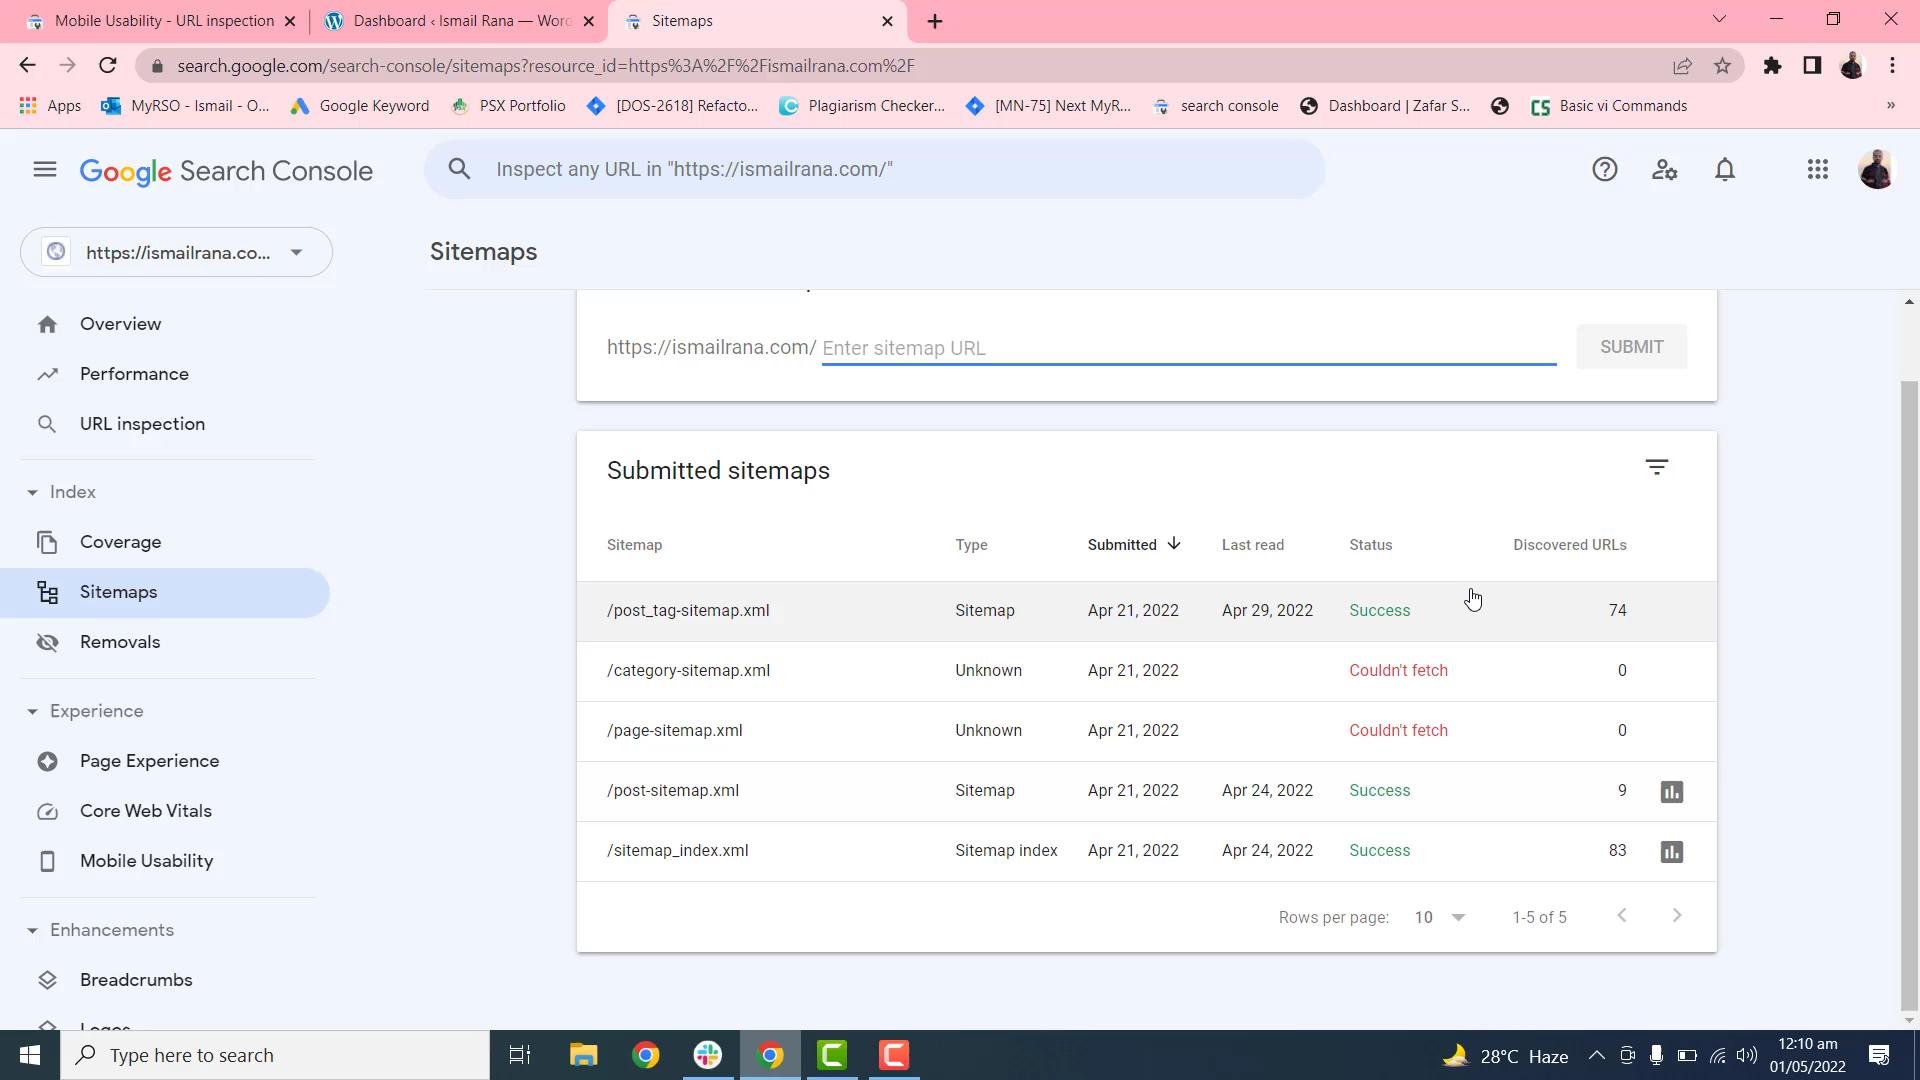 Mobile Usability - URL inspection
Dashboard ‹ Ismail Rana — Word
Sitemaps
search.google.com/search-console/sitemaps?resource_id=https%3A%2F%2Fismailrana.com%2F
Apps
MyRSO - Ismail - O...
Google Keyword
PSX Portfolio
[DOS-2618] Refacto...
Plagiarism Checker...
[MN-75] Next MyR...
search console
Dashboard | Zafar S...
CS Basic vi Commands
»
Google Search Console
Inspect any URL in "https://ismailrana.com/"
https://ismailrana.co...
Sitemaps
Overview
Performance
URL inspection
Index
Coverage
Sitemaps
Removals
Experience
Page Experience
Core Web Vitals
Mobile Usability
Enhancements
Breadcrumbs
Logos
https://ismailrana.com/ Enter sitemap URL SUBMIT
Submitted sitemaps
Sitemap Type Submitted Last read Status Discovered URLs
/post_tag-sitemap.xml Sitemap Apr 21, 2022 Apr 29, 2022 Success 74
/category-sitemap.xml Unknown Apr 21, 2022 Couldn't fetch 0
/page-sitemap.xml Unknown Apr 21, 2022 Couldn't fetch 0
/post-sitemap.xml Sitemap Apr 21, 2022 Apr 24, 2022 Success 9
/sitemap_index.xml Sitemap index Apr 21, 2022 Apr 24, 2022 Success 83
Rows per page: 10 1-5 of 5
Type here to search
28°C Haze
12:10 am
01/05/2022